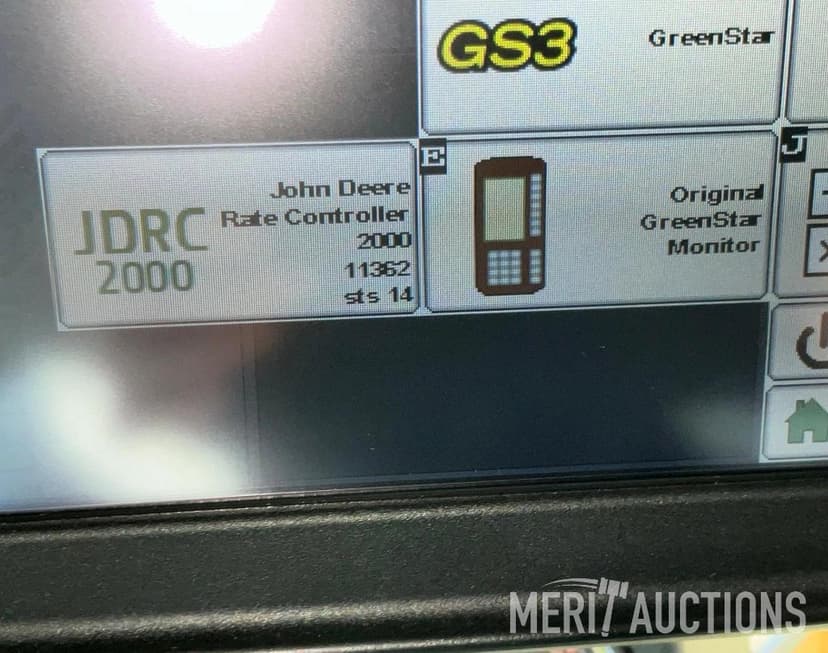 GS3
GreenStar
E
J
JDRC
2000
John Deere
Rate Controller
2000
11362
sts 14
Original
GreenStar
Monitor
MERIT AUCTIONS